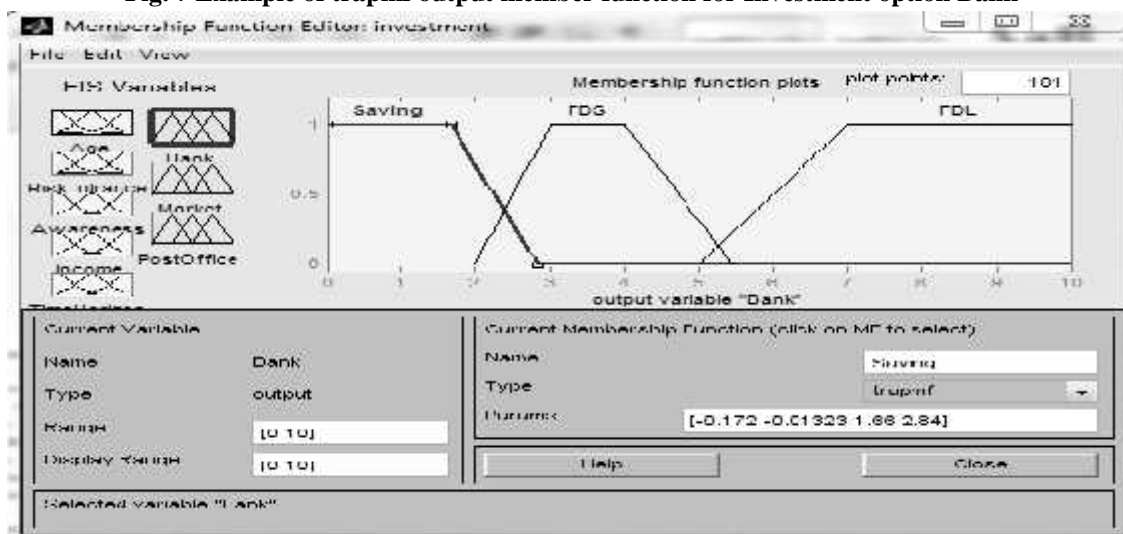 Fig. 7 Example of trapmf output member function for Investment option Bank
Membership Function Editor: investment
File Edit View
FIS Variables
Age
Risk
Awareness
Income
Bank
Market
PostOffice
Membership function plots
plot points:
101
Saving
FDS
FDL
1
0.5
0
0 1 2 3 4 5 6 7 8 9 10
output variable "Bank"
Current Variable
Name Bank
Type output
Range [0 10]
Display Range [0 10]
Current Membership Function (click on MF to select)
Name Saving
Type trapmf
Params [-0.172 -0.01323 1.66 2.84]
Help
Close
Selected variable "Bank"